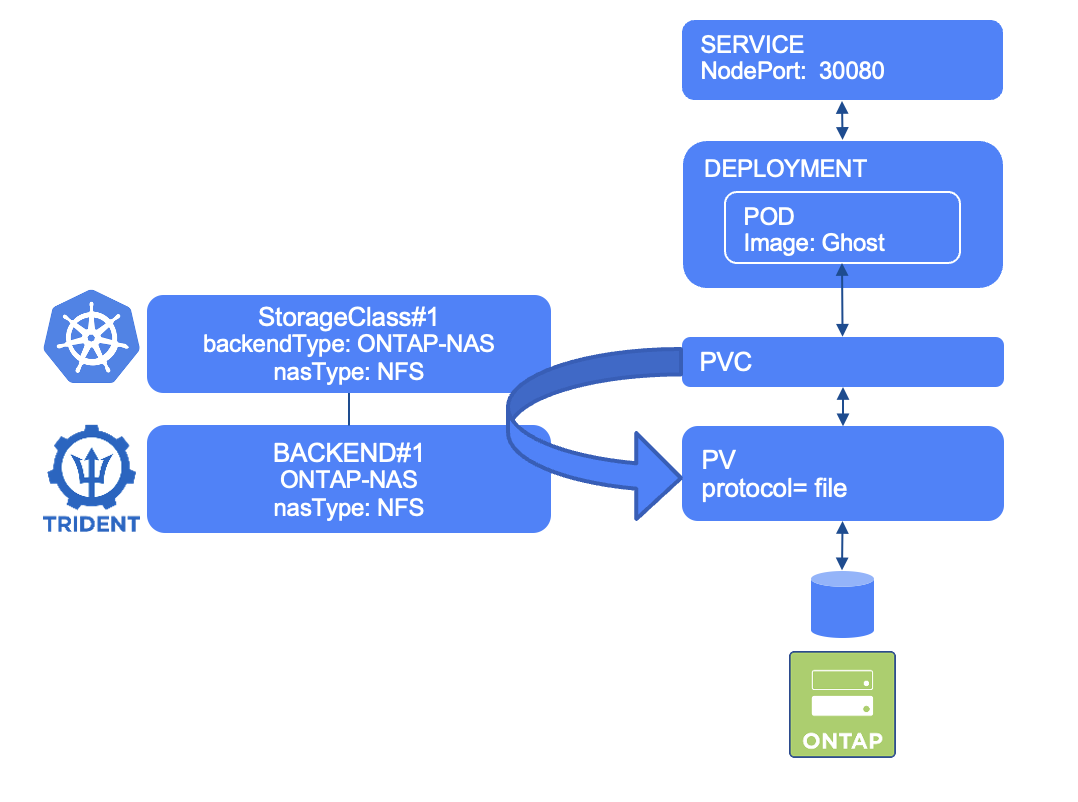 SERVICE
NodePort:  30080
DEPLOYMENT
POD
Image: Ghost
StorageClass#1
backendType: ONTAP-NAS
nasType: NFS
PVC
BACKEND#1
ONTAP-NAS
nasType: NFS
TRIDENT
PV
protocol= file
ONTAP